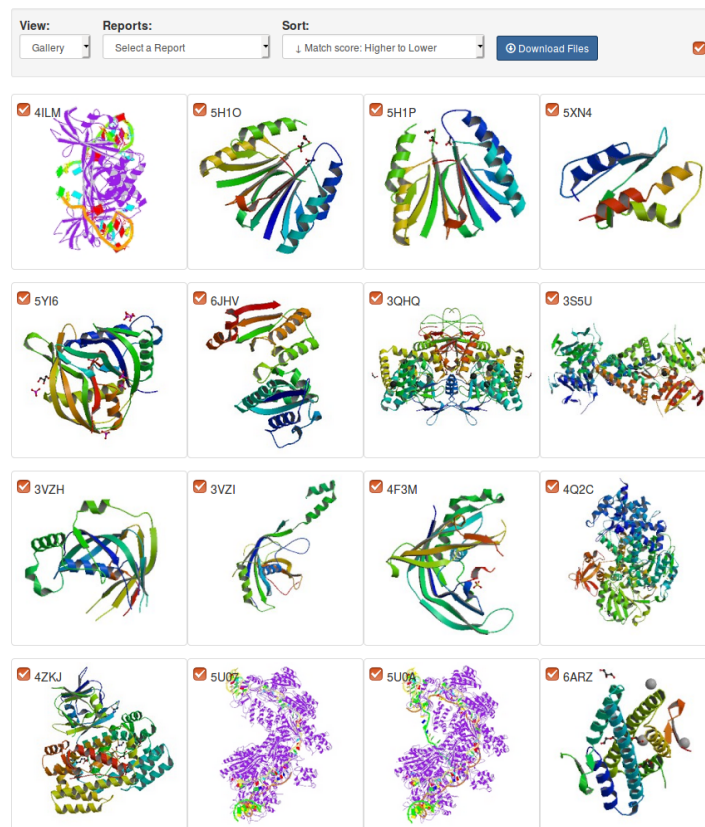 View: Reports: Sort:
Gallery Select a Report ↓ Match score: Higher to Lower Download Files
4ILM 5H1O 5H1P 5XN4
5YI6 6JHV 3QHQ 3S5U
3VZH 3VZI 4F3M 4Q2C
4ZKJ 5U07 5U0A 6ARZ